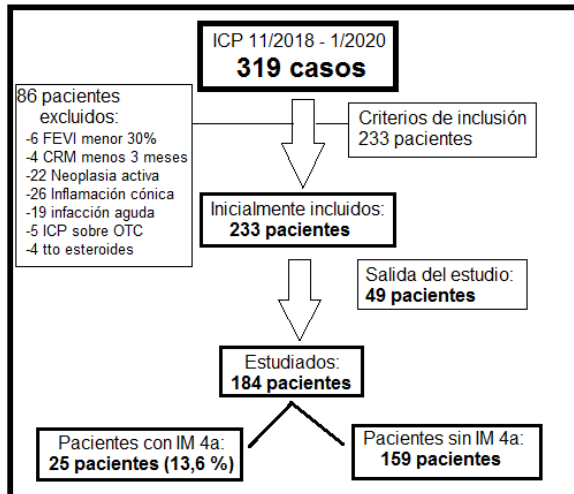 ICP 11/2018 - 1/2020
319 casos
86 pacientes
excluidos:
-6 FEVI menor 30%
-4 CRM menos 3 meses
-22 Neoplasia activa
-26 Inflamación cónica
-19 infacción aguda
-5 ICP sobre OTC
-4 tto esteroides
Criterios de inclusión
233 pacientes
Inicialmente incluidos:
233 pacientes
Salida del estudio:
49 pacientes
Estudiados:
184 pacientes
Pacientes con IM 4a:
25 pacientes (13,6 %)
Pacientes sin IM 4a:
159 pacientes